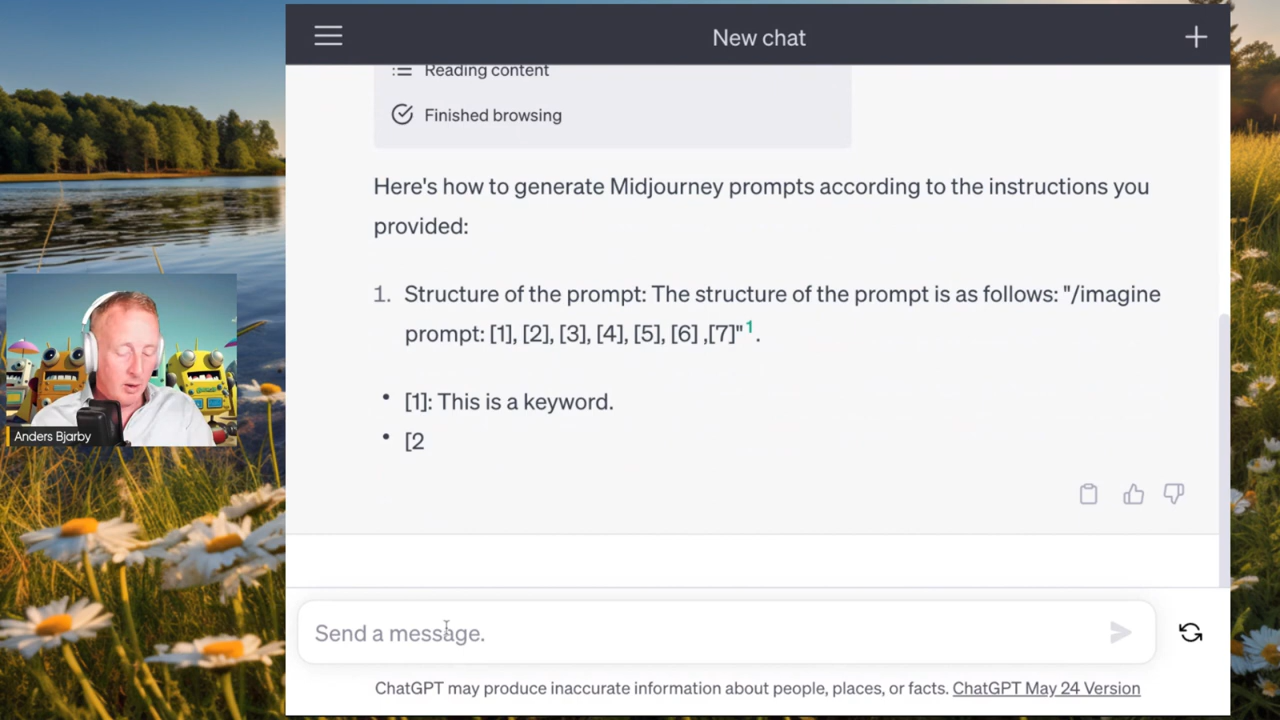 New chat
Reading content
Finished browsing
Here's how to generate Midjourney prompts according to the instructions you
provided:
1. Structure of the prompt: The structure of the prompt is as follows: "/imagine
prompt: [1], [2], [3], [4], [5], [6] ,[7]"1.
• [1]: This is a keyword.
• [2
Anders Bjarby
Send a message.
ChatGPT may produce inaccurate information about people, places, or facts. ChatGPT May 24 Version